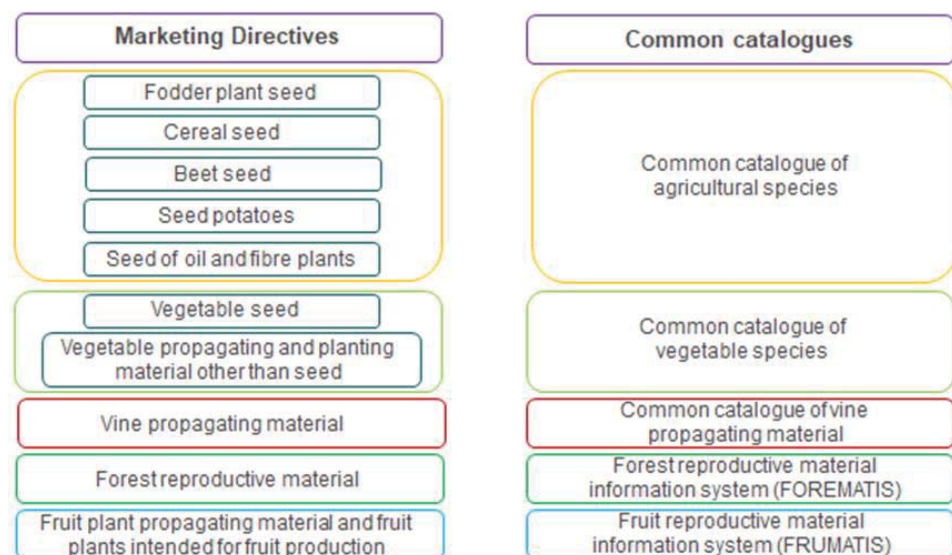 Marketing Directives
Fodder plant seed
Cereal seed
Beet seed
Seed potatoes
Seed of oil and fibre plants
Vegetable seed
Vegetable propagating and planting
material other than seed
Vine propagating material
Forest reproductive material
Fruit plant propagating material and fruit
plants intended for fruit production
Common catalogues
Common catalogue of
agricultural species
Common catalogue of
vegetable species
Common catalogue of vine
propagating material
Forest reproductive material
information system (FOREMATIS)
Fruit reproductive material
information system (FRUMATIS)